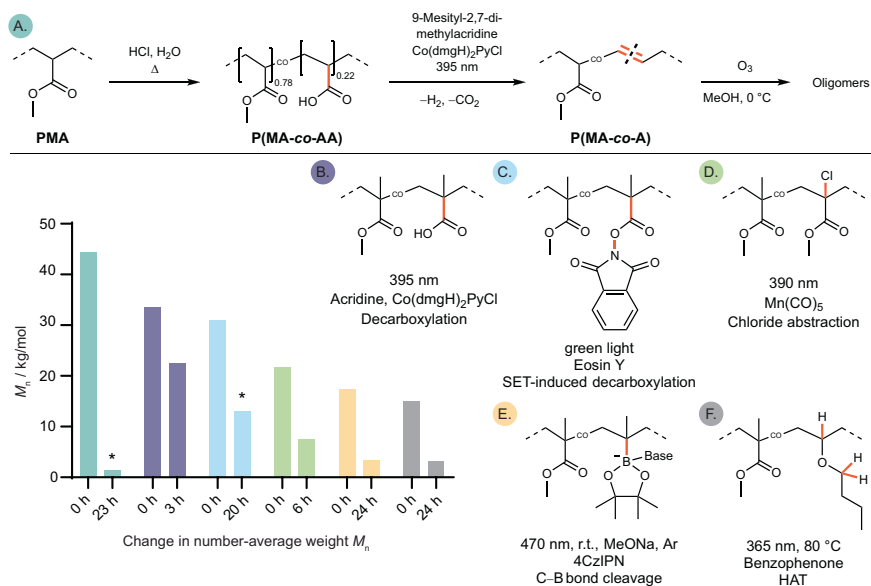 A.
HCl, H2O
Δ
9-Mesityl-2,7-di-
methylacridine
Co(dmgH)2PyCl
395 nm
–H2, –CO2
O3
MeOH, 0 °C
Oligomers
O
O
co
0.78
0.22
O
O
HO
O
co
O
O
PMA
P(MA-co-AA)
P(MA-co-A)
B.
co
O
O
HO
O
395 nm
Acridine, Co(dmgH)2PyCl
Decarboxylation
C.
co
O
O
O
O
N
O
O
green light
Eosin Y
SET-induced decarboxylation
D.
Cl
co
O
O
O
O
390 nm
Mn(CO)5
Chloride abstraction
E.
co
O
O
B
Base
O
O
470 nm, r.t., MeONa, Ar
4CzIPN
C–B bond cleavage
F.
H
co
O
O
O
H
H
365 nm, 80 °C
Benzophenone
HAT
Mn / kg/mol
50
40
30
20
10
0
*
*
0 h
23 h
0 h
3 h
0 h
20 h
0 h
6 h
0 h
24 h
0 h
24 h
Change in number-average weight Mn